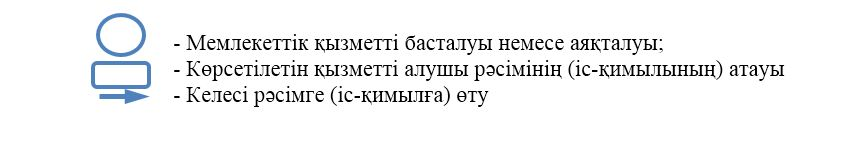 - Мемлекеттік қызметті басталуы немесе аяқталуы;
- Көрсетілетін қызметті алушы рәсімінің (іс-қимылының) атауы
- Келесі рәсімге (іс-қимылға) өту